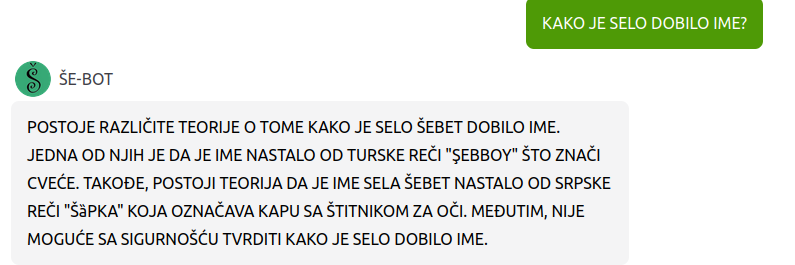 KAKO JE SELO DOBILO IME?
Š
ŠE-BOT
POSTOJE RAZLIČITE TEORIJE O TOME KAKO JE SELO ŠEBET DOBILO IME.
JEDNA OD NJIH JE DA JE IME NASTALO OD TURSKE REČI "ŞEBBOY" ŠTO ZNAČI
CVEĆE. TAKOĐE, POSTOJI TEORIJA DA JE IME SELA ŠEBET NASTALO OD SRPSKE
REČI "ŠȁPKA" KOJA OZNAČAVA KAPU SA ŠTITNIKOM ZA OČI. MEĐUTIM, NIJE
MOGUĆE SA SIGURNOŠĆU TVRDITI KAKO JE SELO DOBILO IME.